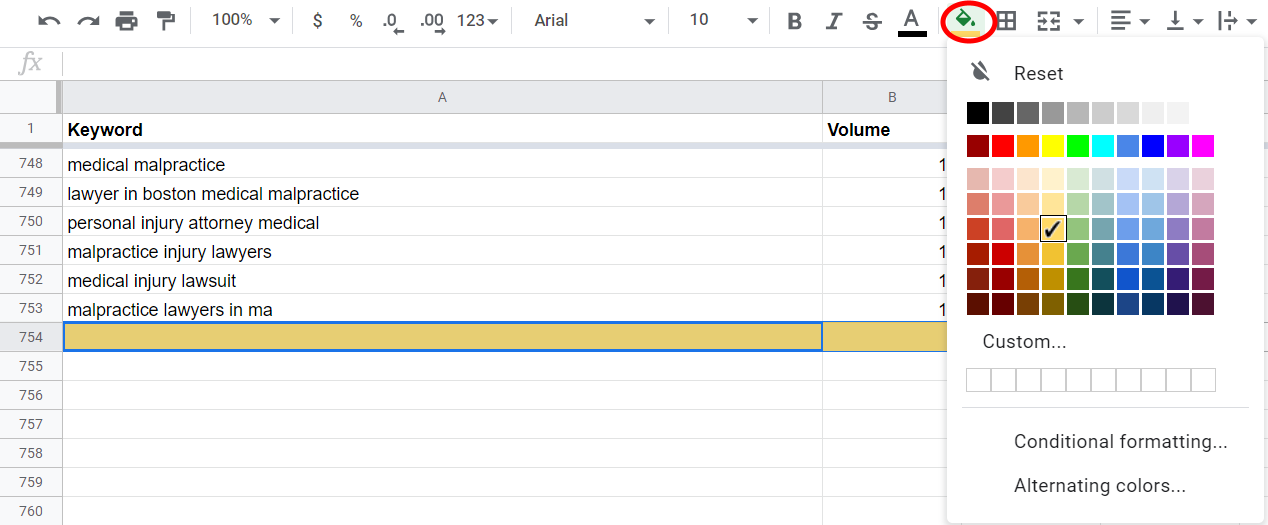 100% $ % .0 .00 123 Arial 10 B I S A
fx
A B
1 Keyword Volume
748 medical malpractice 1
749 lawyer in boston medical malpractice 1
750 personal injury attorney medical 1
751 malpractice injury lawyers 1
752 medical injury lawsuit 1
753 malpractice lawyers in ma 1
754
755
756
757
758
759
760
Reset
Custom...
Conditional formatting...
Alternating colors...